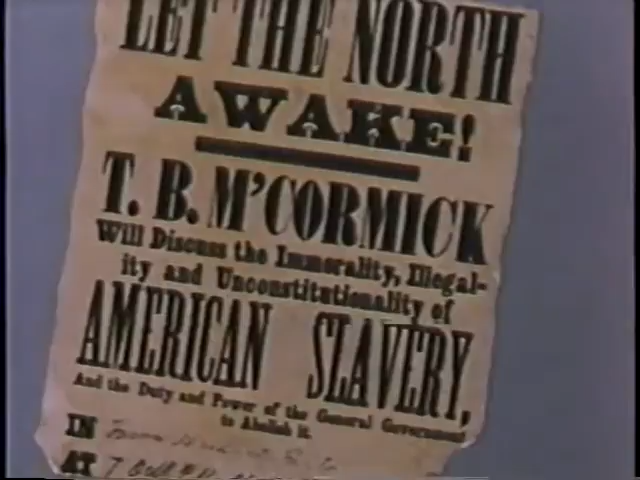 LET THE NORTH
AWAKE!
T. B. M'CORMICK
Will Discuss the Immorality, Illegal-
ity and Unconstitutionality of
AMERICAN SLAVERY,
And the Duty and Power of the General Government
to Abolish it.
IN
AT 7